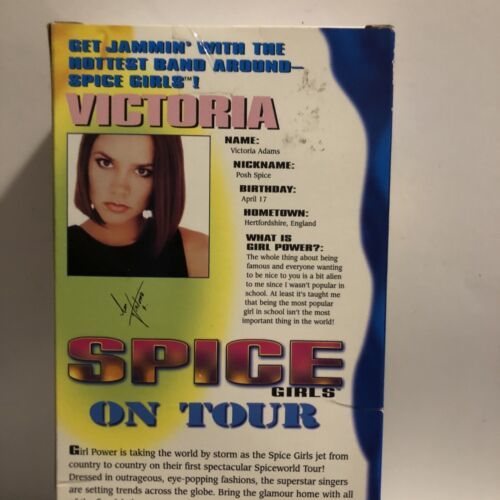 GET JAMMIN' WITH THE
HOTTEST BAND AROUND—
SPICE GIRLS™!
VICTORIA
NAME:
Victoria Adams
NICKNAME:
Posh Spice
BIRTHDAY:
April 17
HOMETOWN:
Hertfordshire, England
WHAT IS
GIRL POWER?:
The whole thing about being
famous and everyone wanting
to be nice to you is a bit alien
to me since I wasn't popular in
school. At least it's taught me
that being the most popular
girl in school isn't the most
important thing in the world!
SPICE
GIRLS
ON TOUR
Girl Power is taking the world by storm as the Spice Girls jet from
country to country on their first spectacular Spiceworld Tour!
Dressed in outrageous, eye-popping fashions, the superstar singers
are setting trends across the globe. Bring the glamour home with all